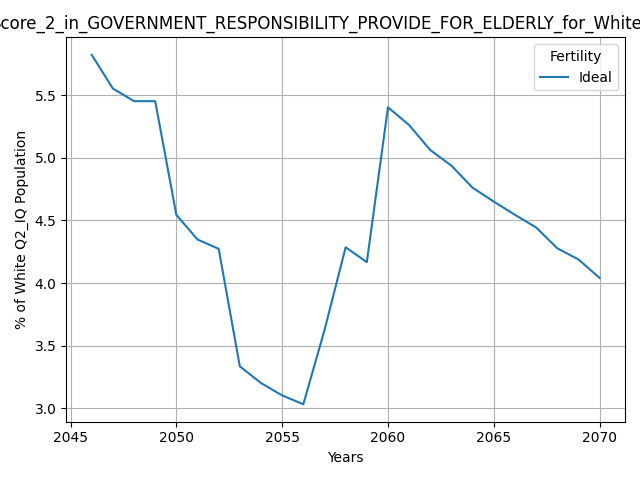 core_2_in_GOVERNMENT_RESPONSIBILITY_PROVIDE_FOR_ELDERLY_for_White
Fertility
Ideal
5.5
5.0
4.5
4.0
3.5
3.0
% of White Q2_IQ Population
2045 2050 2055 2060 2065 2070
Years